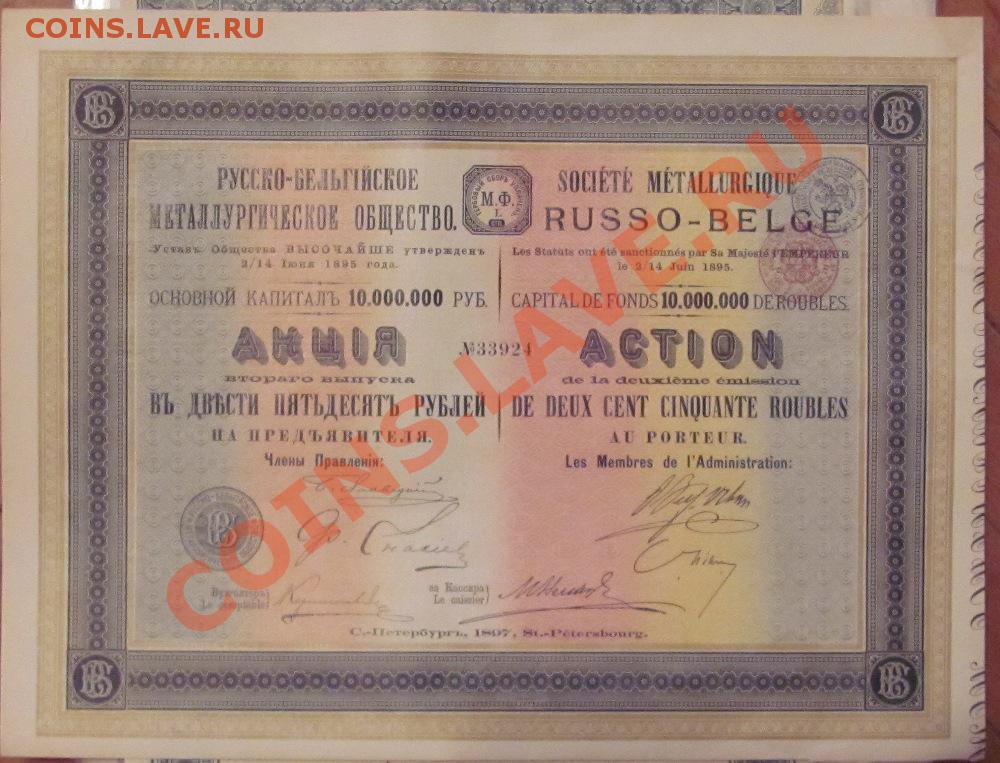 COINS.LAVE.RU
РУССКО-БЕЛЬГІЙСКОЕ
МЕТАЛЛУРГИЧЕСКОЕ ОБЩЕСТВО.
Уставъ Общества ВЫСОЧАЙШЕ утвержденъ
2/14 Іюня 1895 года.
ОСНОВНОЙ КАПИТАЛЪ 10.000.000 РУБ.
АКЦІЯ
втораго выпуска
ВЪ ДВѢСТИ ПЯТЬДЕСЯТЪ РУБЛЕЙ
НА ПРЕДЪЯВИТЕЛЯ.
Члены Правленія:
М.Ф.
№33924
SOCIÉTÉ MÉTALLURGIQUE
RUSSO-BELGE
Les Statuts ont été sanctionnés par Sa Majesté l'EMPEREUR
le 2/14 Juin 1895.
CAPITAL DE FONDS 10.000.000 DE ROUBLES.
ACTION
de la deuxième émission
DE DEUX CENT CINQUANTE ROUBLES
AU PORTEUR.
Les Membres de l'Administration:
Бухгалтеръ
Le comptable
за Кассира
Le caissier
С.-Петербургъ, 1897, St.-Pétersbourg.
COINS.LAVE.RU